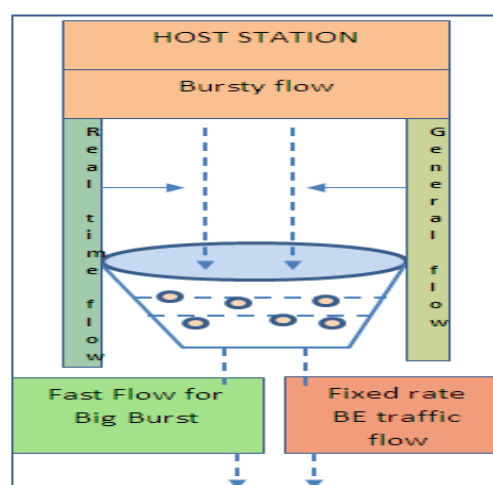 HOST STATION
Bursty flow
Real time flow
General flow
Fast Flow for
Big Burst
Fixed rate
BE traffic
flow